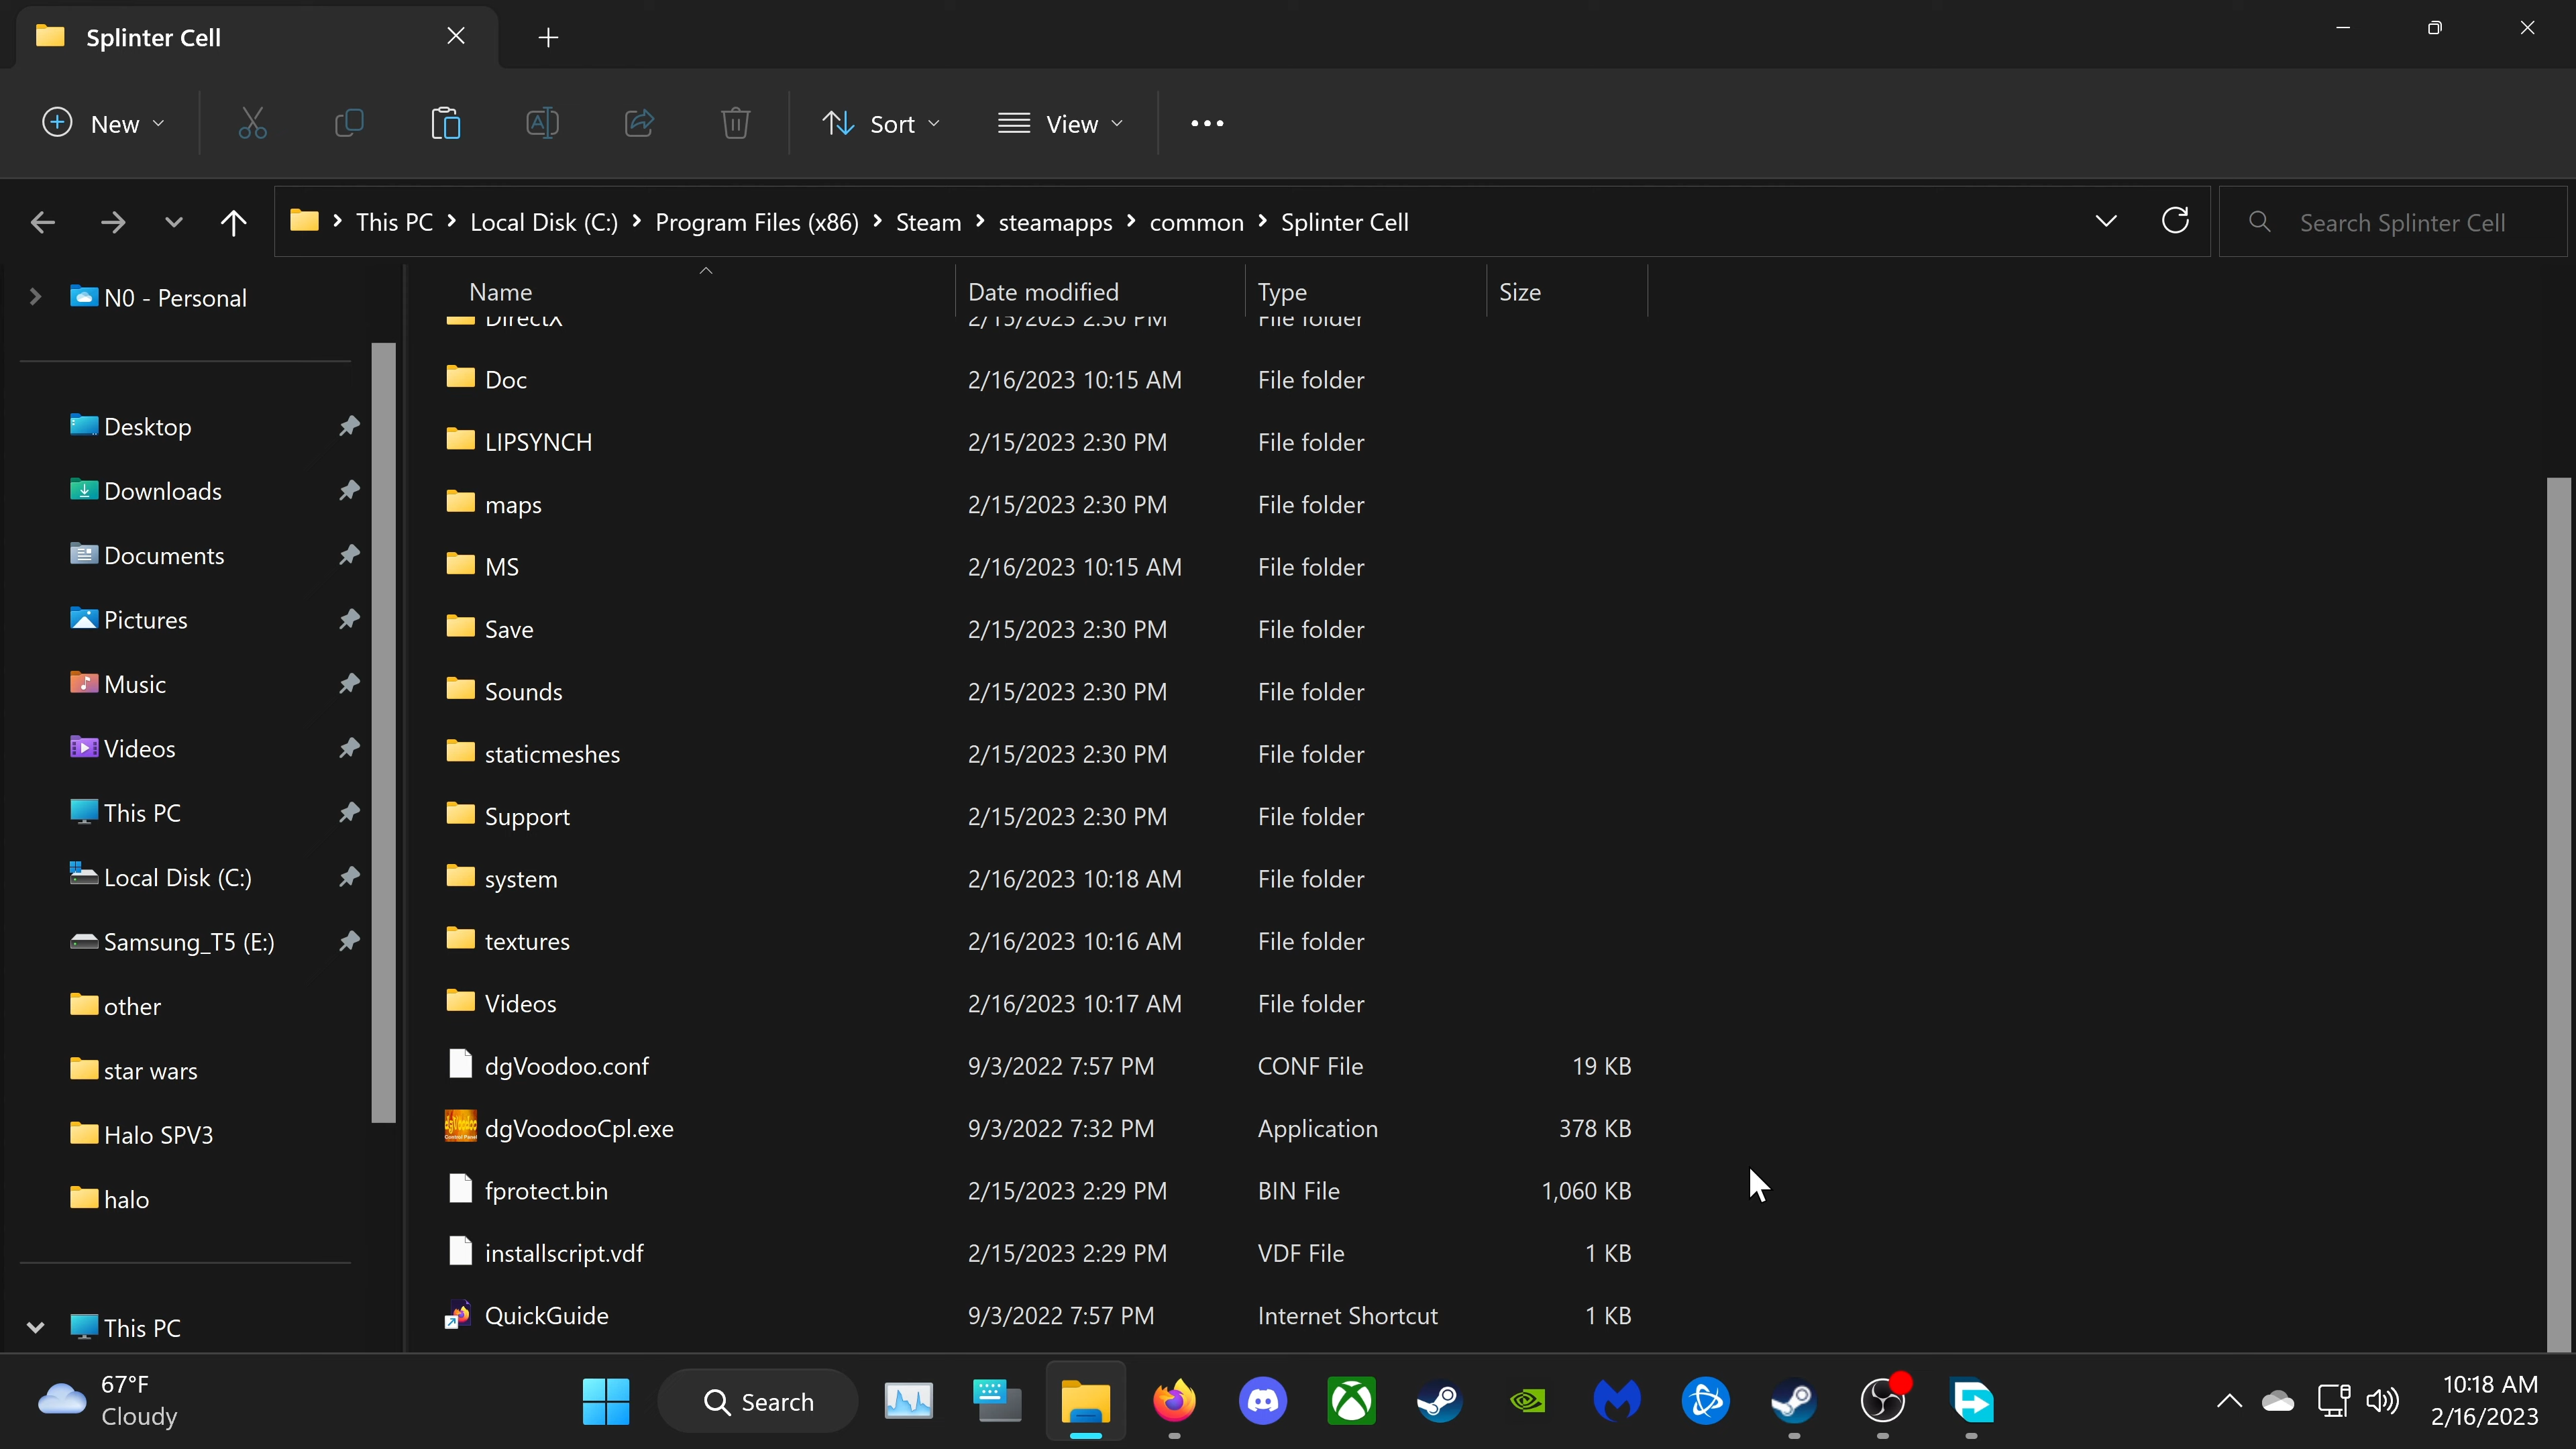 Splinter Cell
New
Sort
View
This PC
Local Disk (C:)
Program Files (x86)
Steam
steamapps
common
Splinter Cell
Search Splinter Cell
N0 - Personal
Desktop
Downloads
Documents
Pictures
Music
Videos
This PC
Local Disk (C:)
Samsung_T5 (E:)
other
star wars
Halo SPV3
halo
This PC
Name Date modified Type Size
DirectX 2/15/2023 2:30 PM File folder
Doc 2/16/2023 10:15 AM File folder
LIPSYNCH 2/15/2023 2:30 PM File folder
maps 2/15/2023 2:30 PM File folder
MS 2/16/2023 10:15 AM File folder
Save 2/15/2023 2:30 PM File folder
Sounds 2/15/2023 2:30 PM File folder
staticmeshes 2/15/2023 2:30 PM File folder
Support 2/15/2023 2:30 PM File folder
system 2/16/2023 10:18 AM File folder
textures 2/16/2023 10:16 AM File folder
Videos 2/16/2023 10:17 AM File folder
dgVoodoo.conf 9/3/2022 7:57 PM CONF File 19 KB
dgVoodooCpl.exe 9/3/2022 7:32 PM Application 378 KB
fprotect.bin 2/15/2023 2:29 PM BIN File 1,060 KB
installscript.vdf 2/15/2023 2:29 PM VDF File 1 KB
QuickGuide 9/3/2022 7:57 PM Internet Shortcut 1 KB
67°F
Cloudy
Search
10:18 AM
2/16/2023